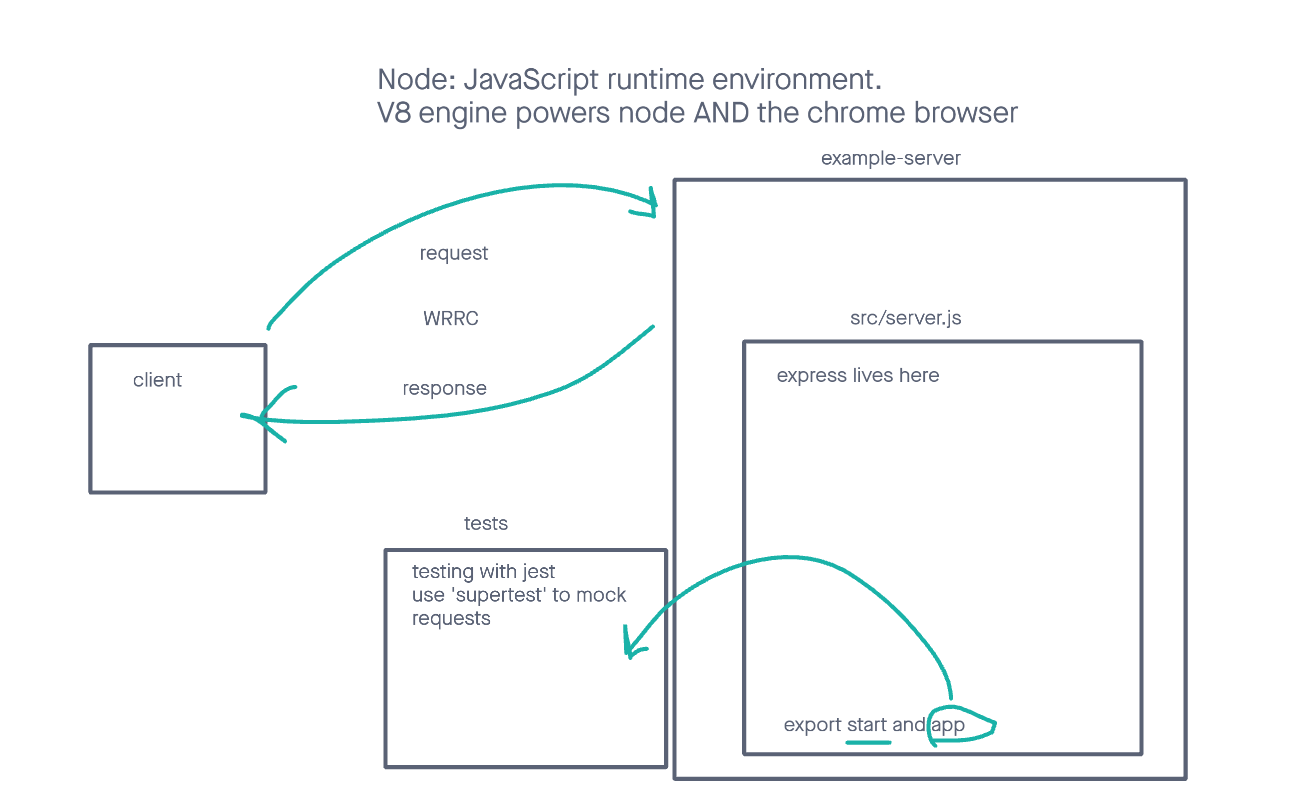 Node: JavaScript runtime environment.
V8 engine powers node AND the chrome browser
example-server
request
WRRC
src/server.js
client
express lives here
response
tests
testing with jest
use 'supertest' to mock
requests
export start and app